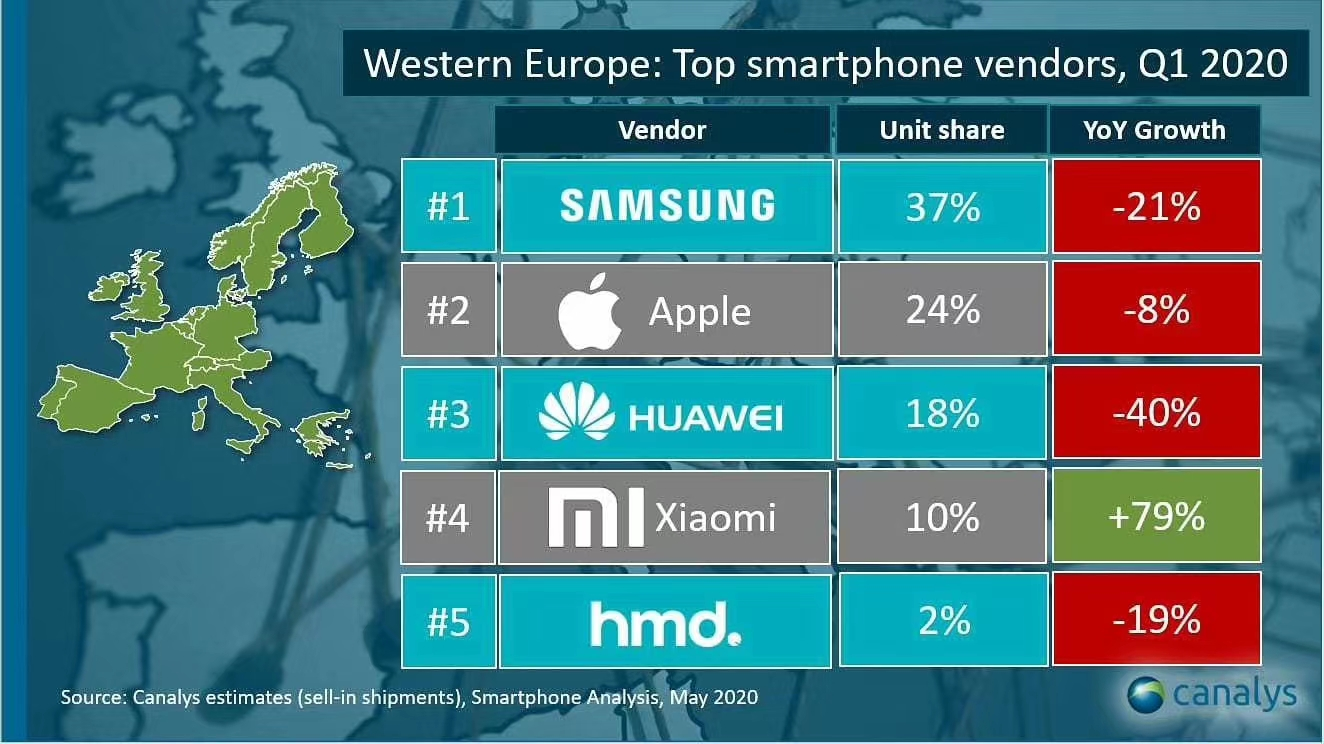 Western Europe: Top smartphone vendors, Q1 2020
Vendor Unit share YoY Growth
#1 SAMSUNG 37% -21%
#2 Apple 24% -8%
#3 HUAWEI 18% -40%
#4 MI Xiaomi 10% +79%
#5 hmd. 2% -19%
Source: Canalys estimates (sell-in shipments), Smartphone Analysis, May 2020
canalys